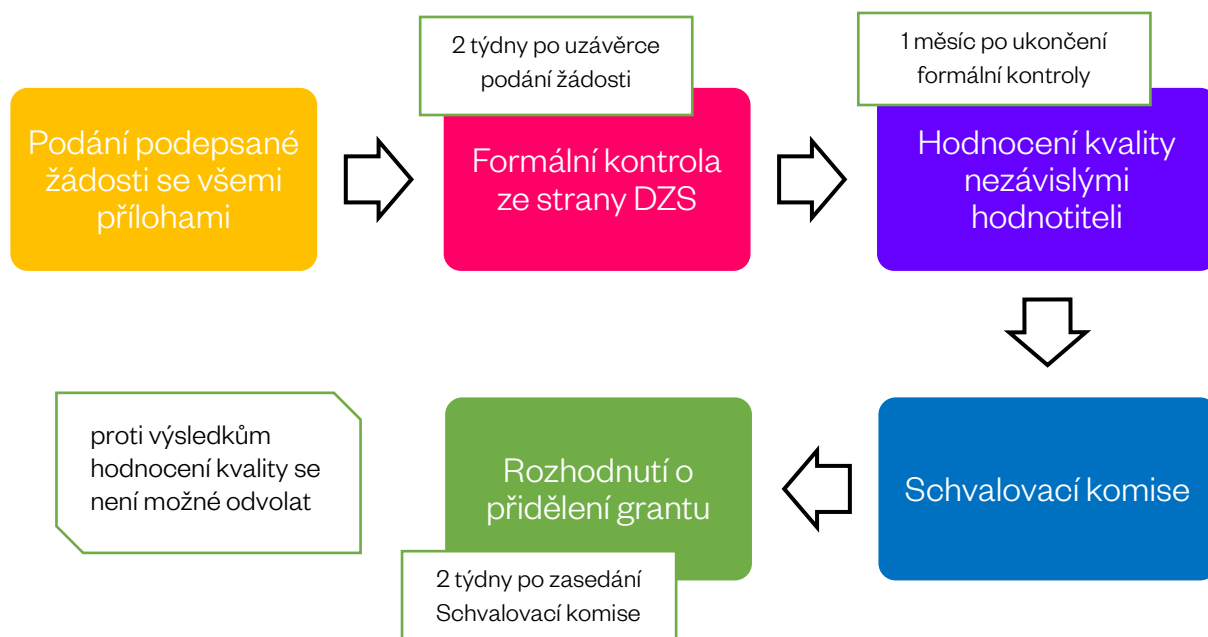 2 týdny po uzávěrce
podání žádosti
1 měsíc po ukončení
formální kontroly
Podání podepsané
žádosti se všemi
přílohami
Formální kontrola
ze strany DZS
Hodnocení kvality
nezávislými
hodnotiteli
Schvalovací komise
Rozhodnutí o
přidělení grantu
2 týdny po zasedání
Schvalovací komise
proti výsledkům
hodnocení kvality se
není možné odvolat